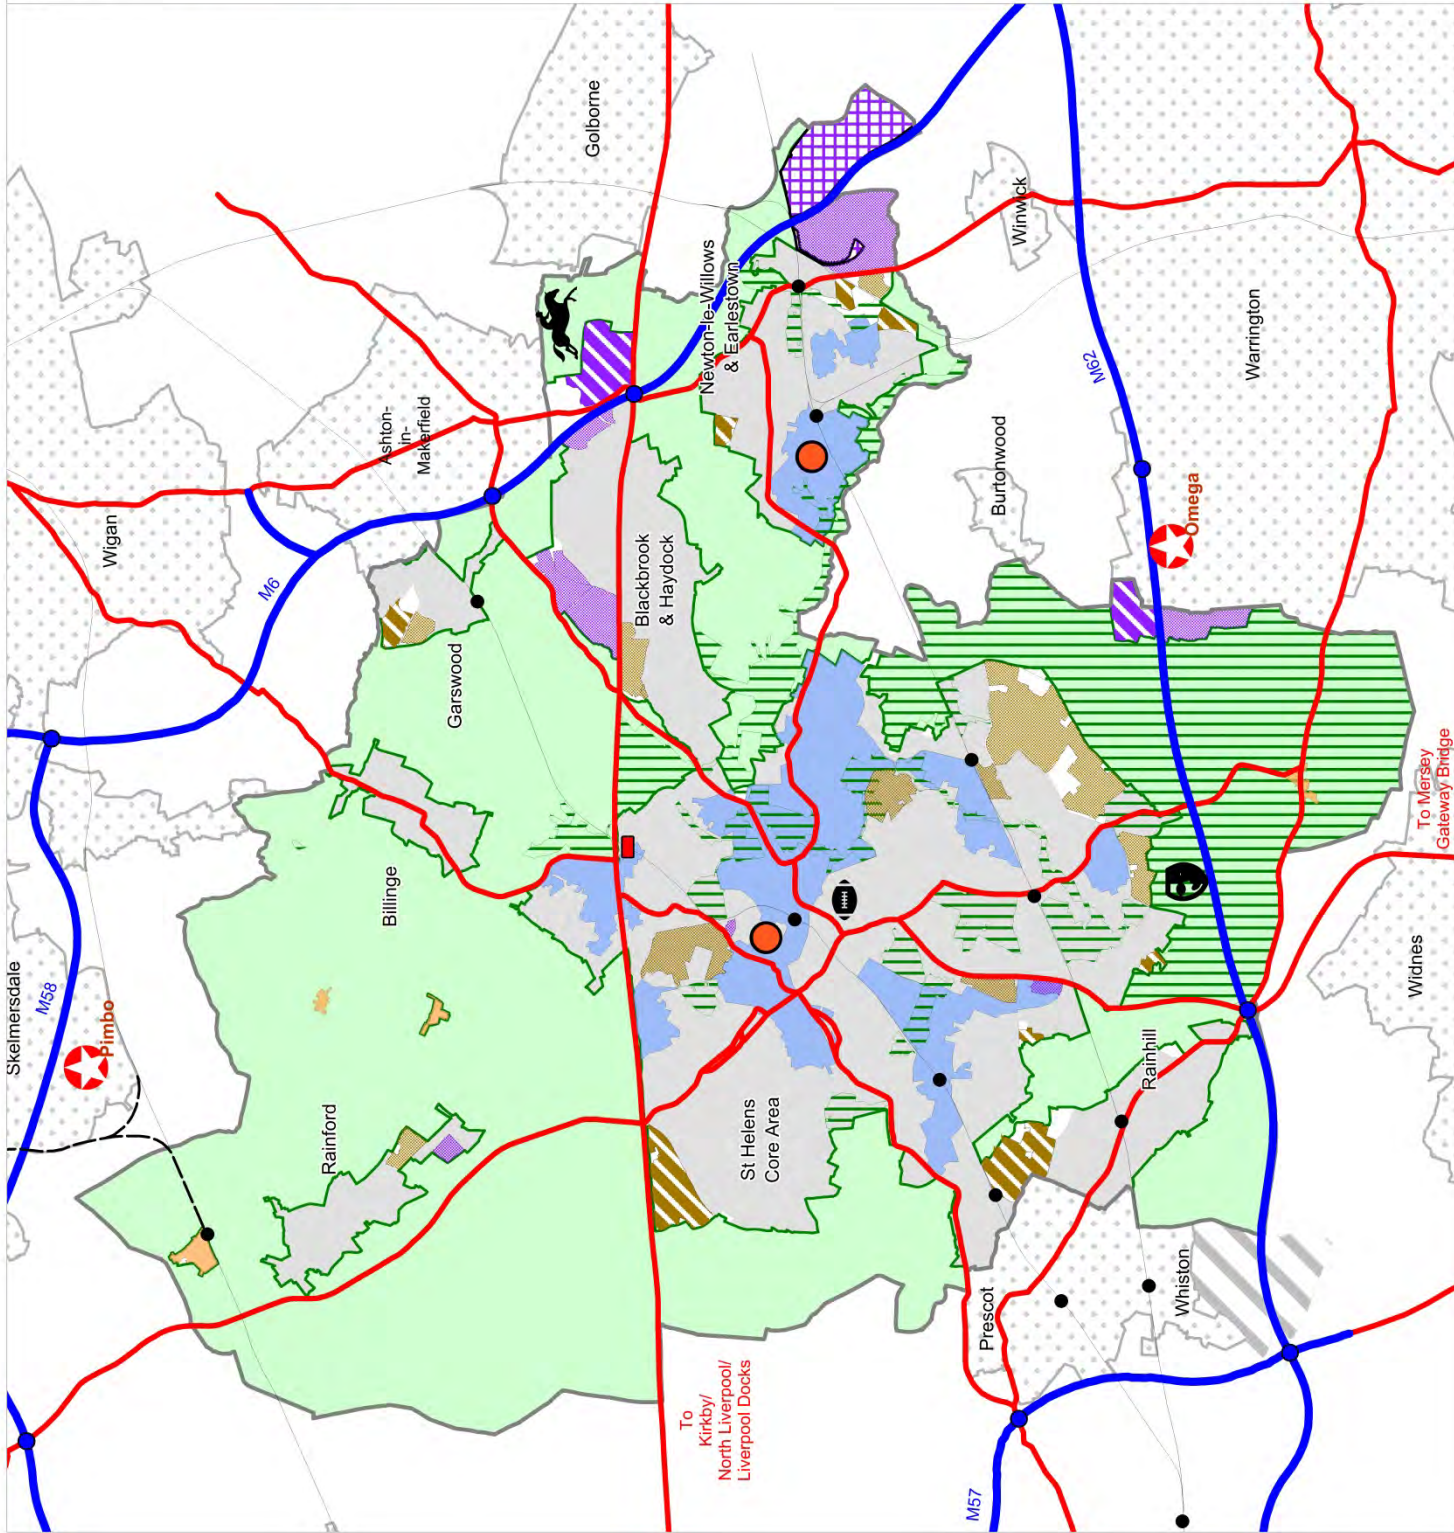 Skelmersdale
Pimbo
M58
Wigan
M6
Ashton-
in-
Makerfield
Golborne
Garswood
Billinge
Rainford
Blackbrook
& Haydock
Newton-le-Willows
& Earlestown
Winwick
Burtonwood
M62
Warrington
Omega
St Helens
Core Area
To
Kirkby/
North Liverpool/
Liverpool Docks
Prescot
Whiston
Rainhill
M57
Widnes
To Mersey
Gateway Bridge